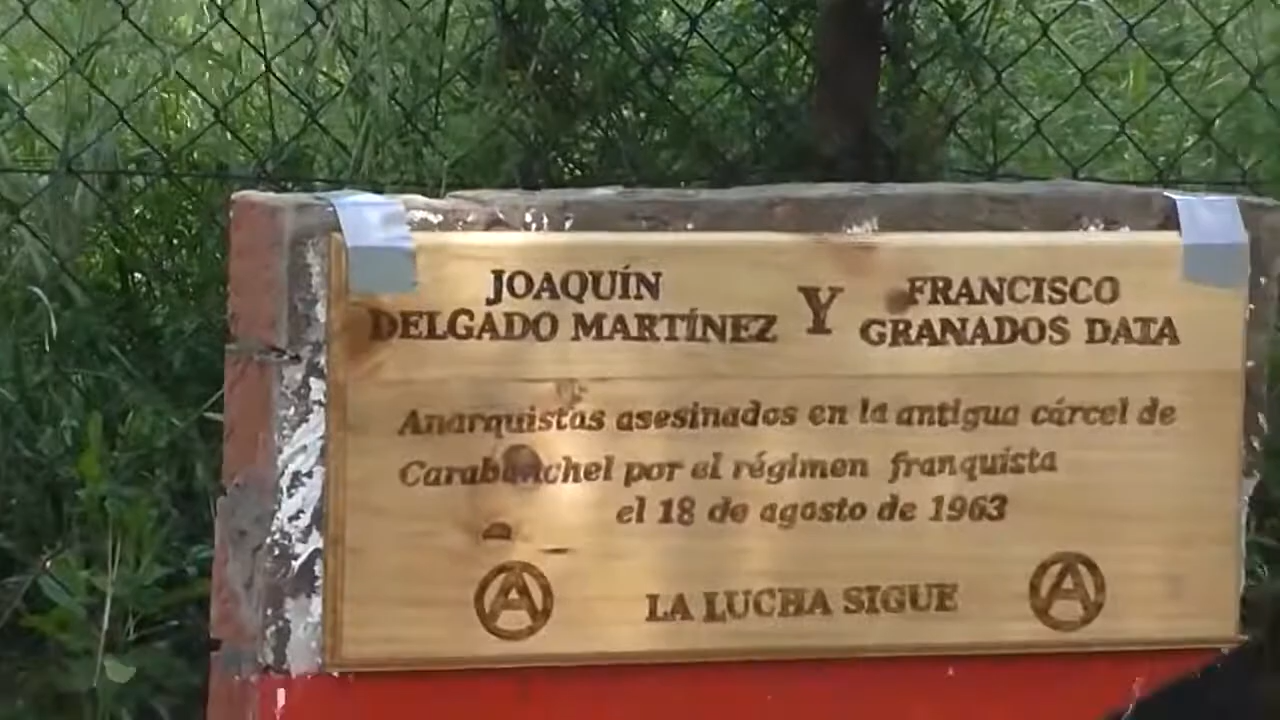 JOAQUÍN
DELGADO MARTÍNEZ
Y
FRANCISCO
GRANADOS DATA
Anarquistas asesinados en la antigua cárcel de
Carabanchel por el régimen franquista
el 18 de agosto de 1963
LA LUCHA SIGUE